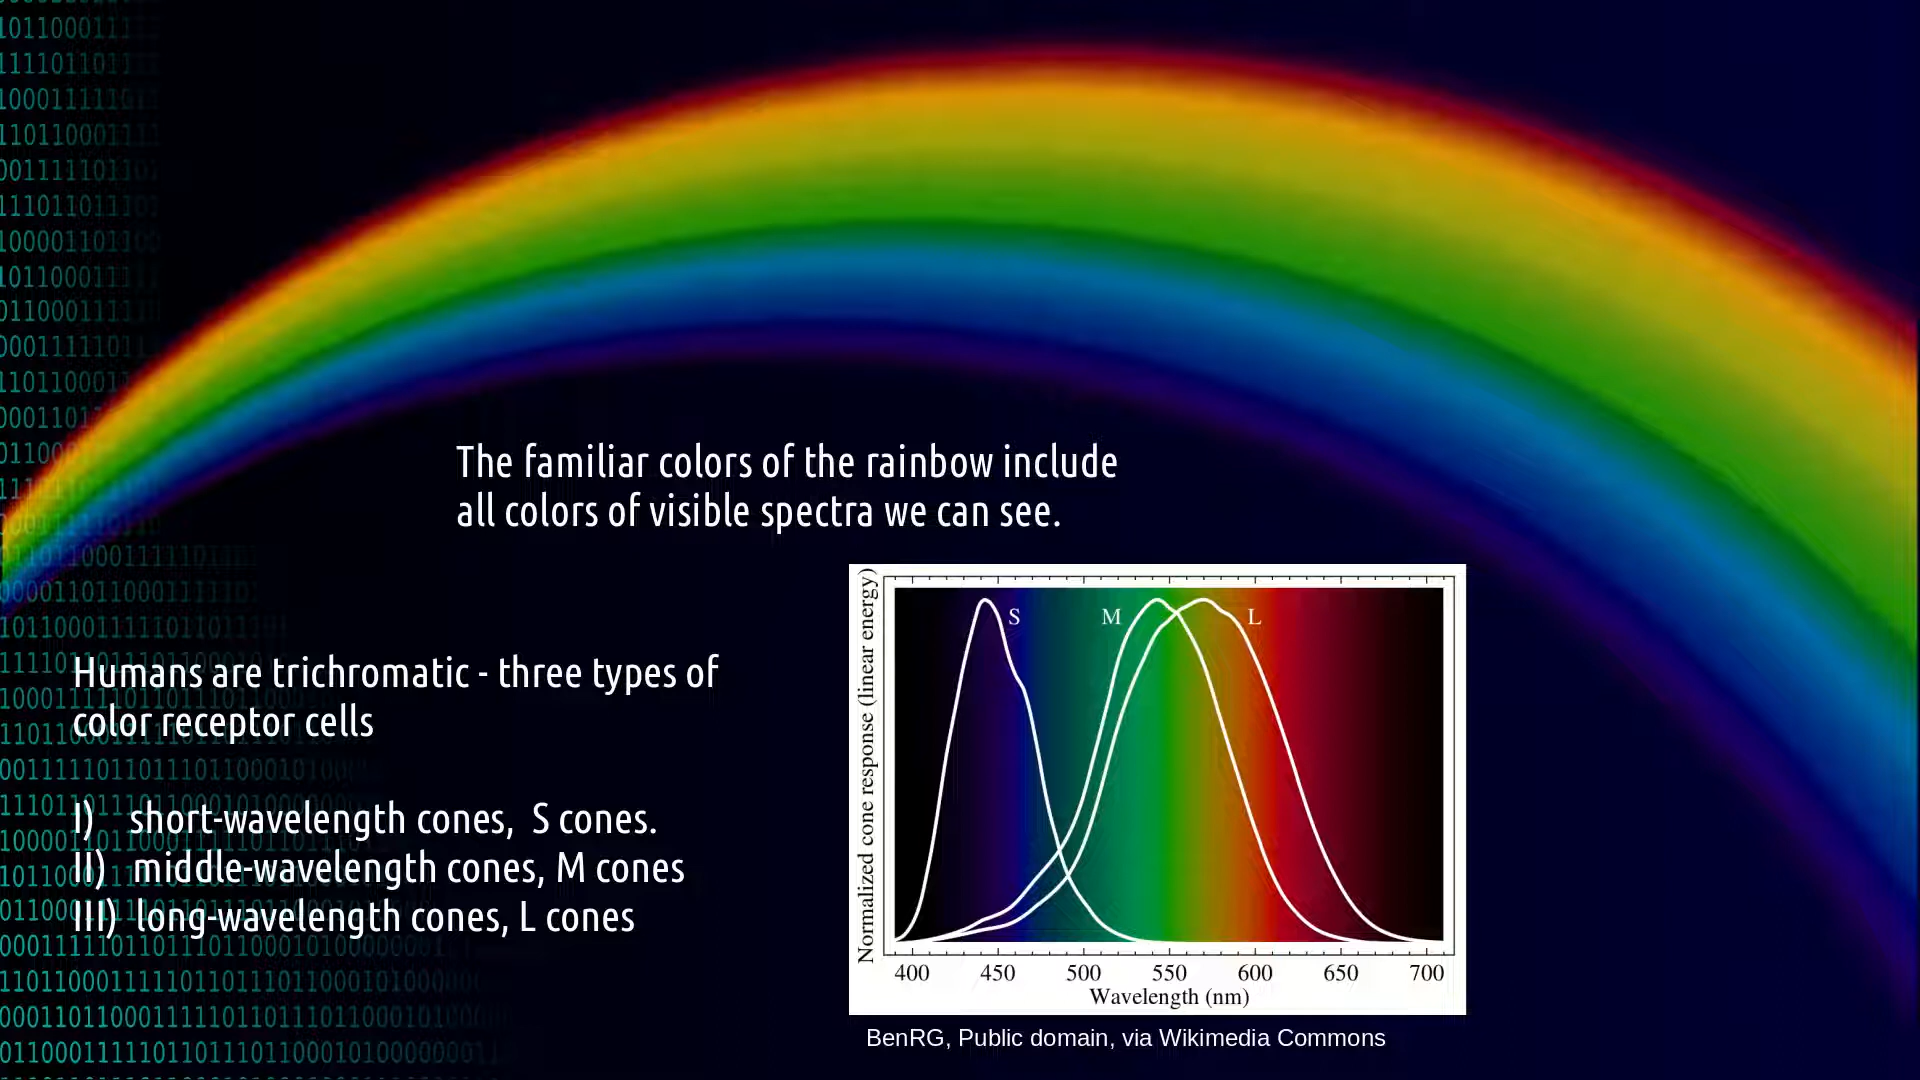 The familiar colors of the rainbow include
all colors of visible spectra we can see.
Humans are trichromatic - three types of
color receptor cells
I) short-wavelength cones, S cones.
II) middle-wavelength cones, M cones
III) long-wavelength cones, L cones
Normalized cone response (linear energy)
S M L
400 450 500 550 600 650 700
Wavelength (nm)
BenRG, Public domain, via Wikimedia Commons